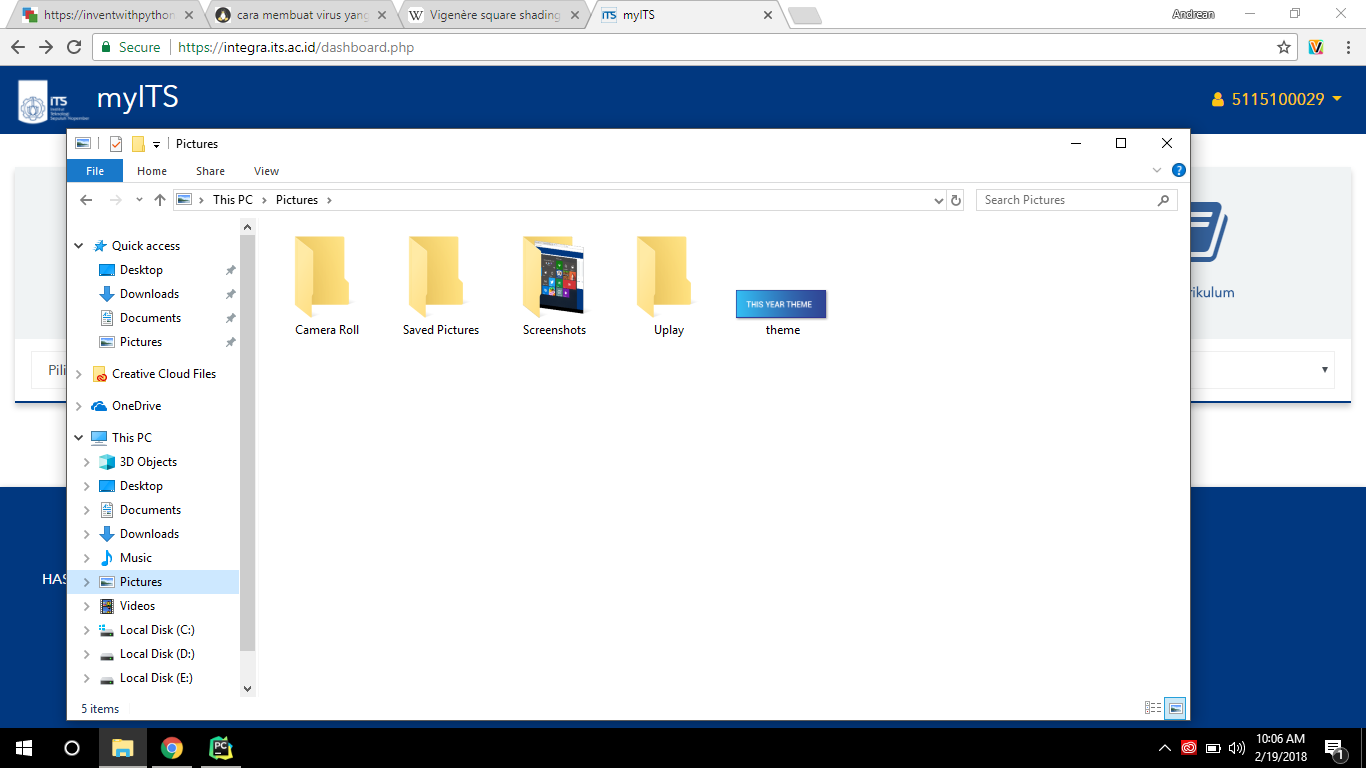 https://inventwithpython
cara membuat virus yang
Vigenère square shading
myITS
Andrean
Secure
https://integra.its.ac.id/dashboard.php
ITS
myITS
5115100029
Pictures
File
Home
Share
View
This PC
Pictures
Search Pictures
Quick access
Desktop
Downloads
Documents
Pictures
Creative Cloud Files
OneDrive
This PC
3D Objects
Desktop
Documents
Downloads
Music
Pictures
Videos
Local Disk (C:)
Local Disk (D:)
Local Disk (E:)
Camera Roll
Saved Pictures
Screenshots
Uplay
THIS YEAR THEME
theme
rikulum
Pili
HAS
5 items
PC
10:06 AM
2/19/2018
1